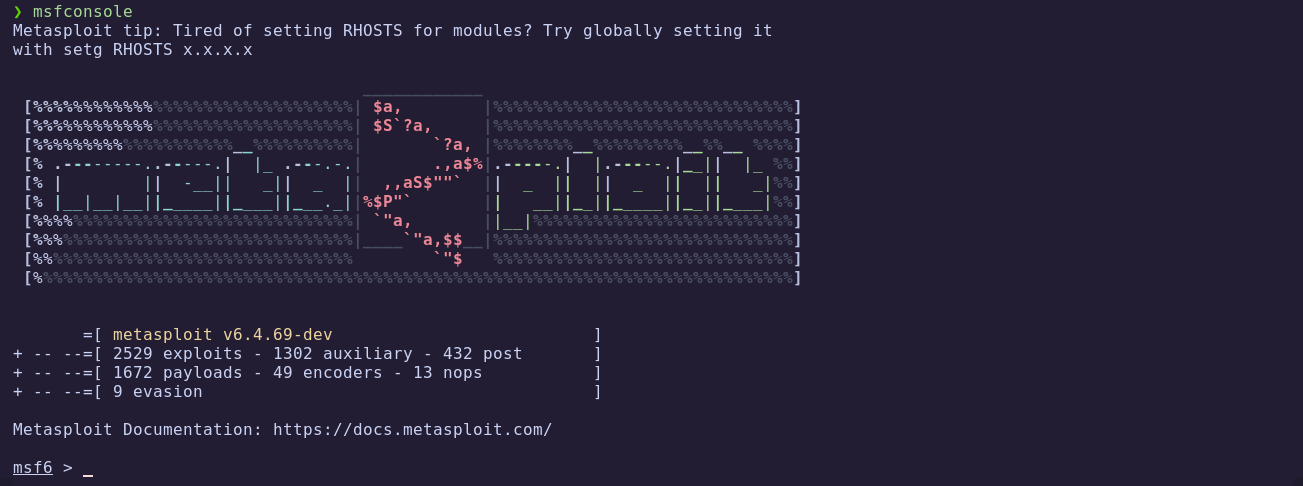 ❯ msfconsole
Metasploit tip: Tired of setting RHOSTS for modules? Try globally setting it
with setg RHOSTS x.x.x.x
metasploit
=[ metasploit v6.4.69-dev ]
+ -- --=[ 2529 exploits - 1302 auxiliary - 432 post ]
+ -- --=[ 1672 payloads - 49 encoders - 13 nops ]
+ -- --=[ 9 evasion ]
Metasploit Documentation: https://docs.metasploit.com/
msf6 > _